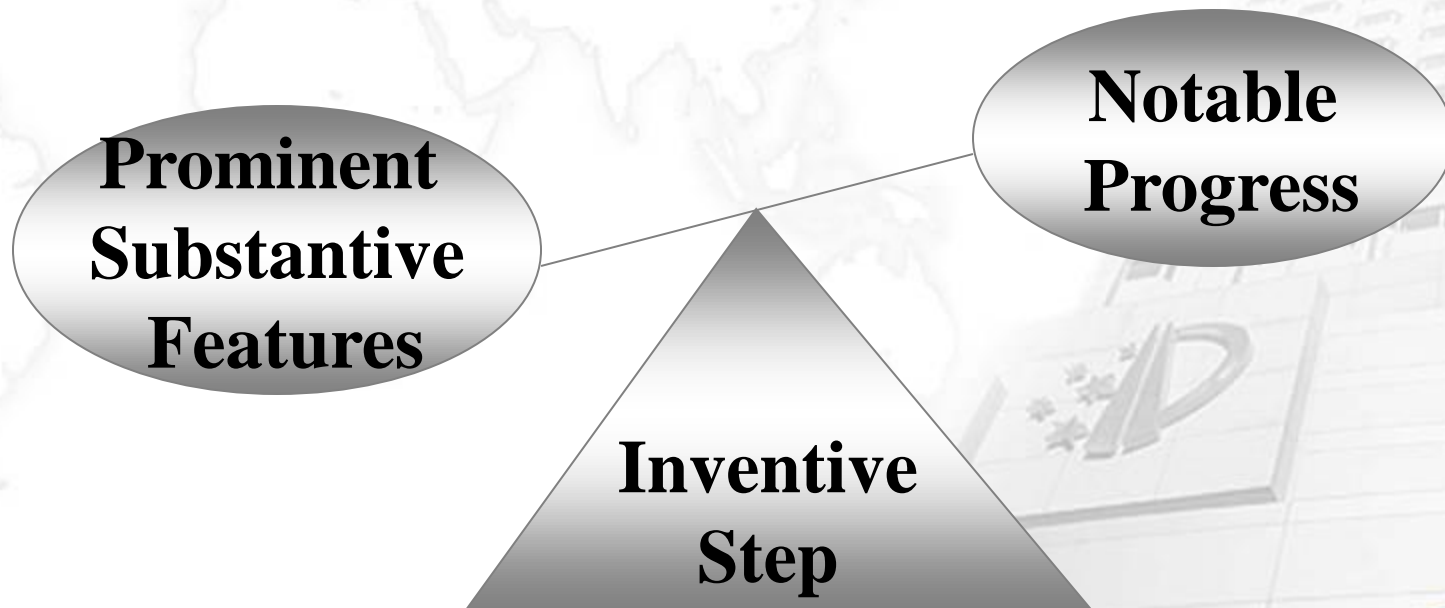 Prominent
Substantive
Features
Notable
Progress
Inventive
Step